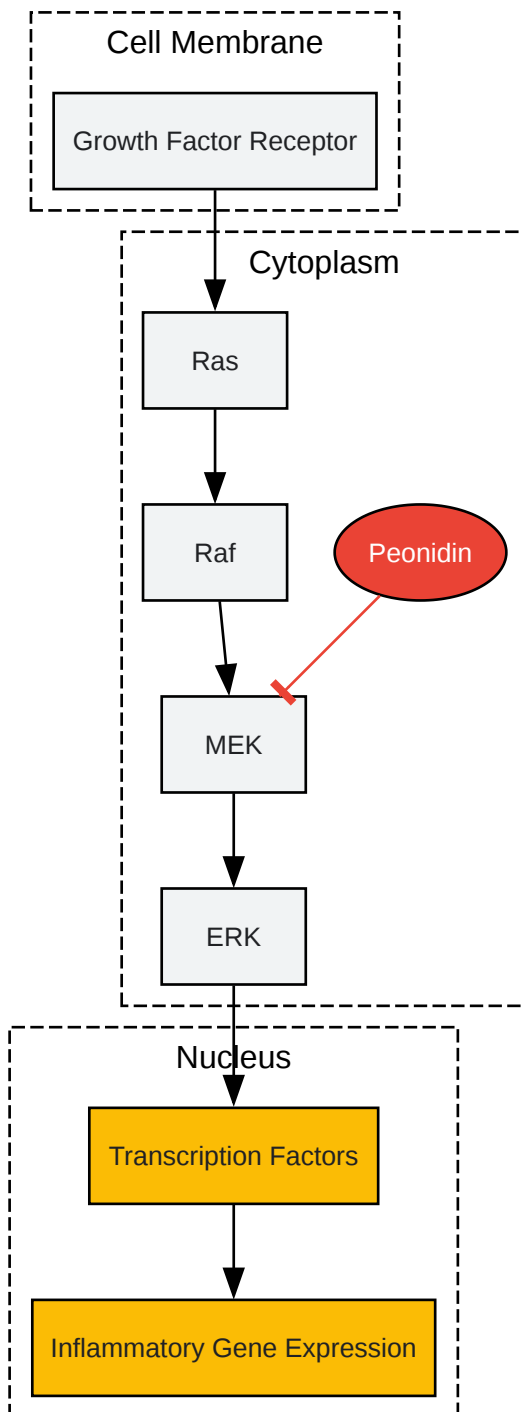 Cell Membrane
Growth Factor Receptor
Cytoplasm
Ras
Raf
Peonidin
MEK
ERK
Nucleus
Transcription Factors
Inflammatory Gene Expression